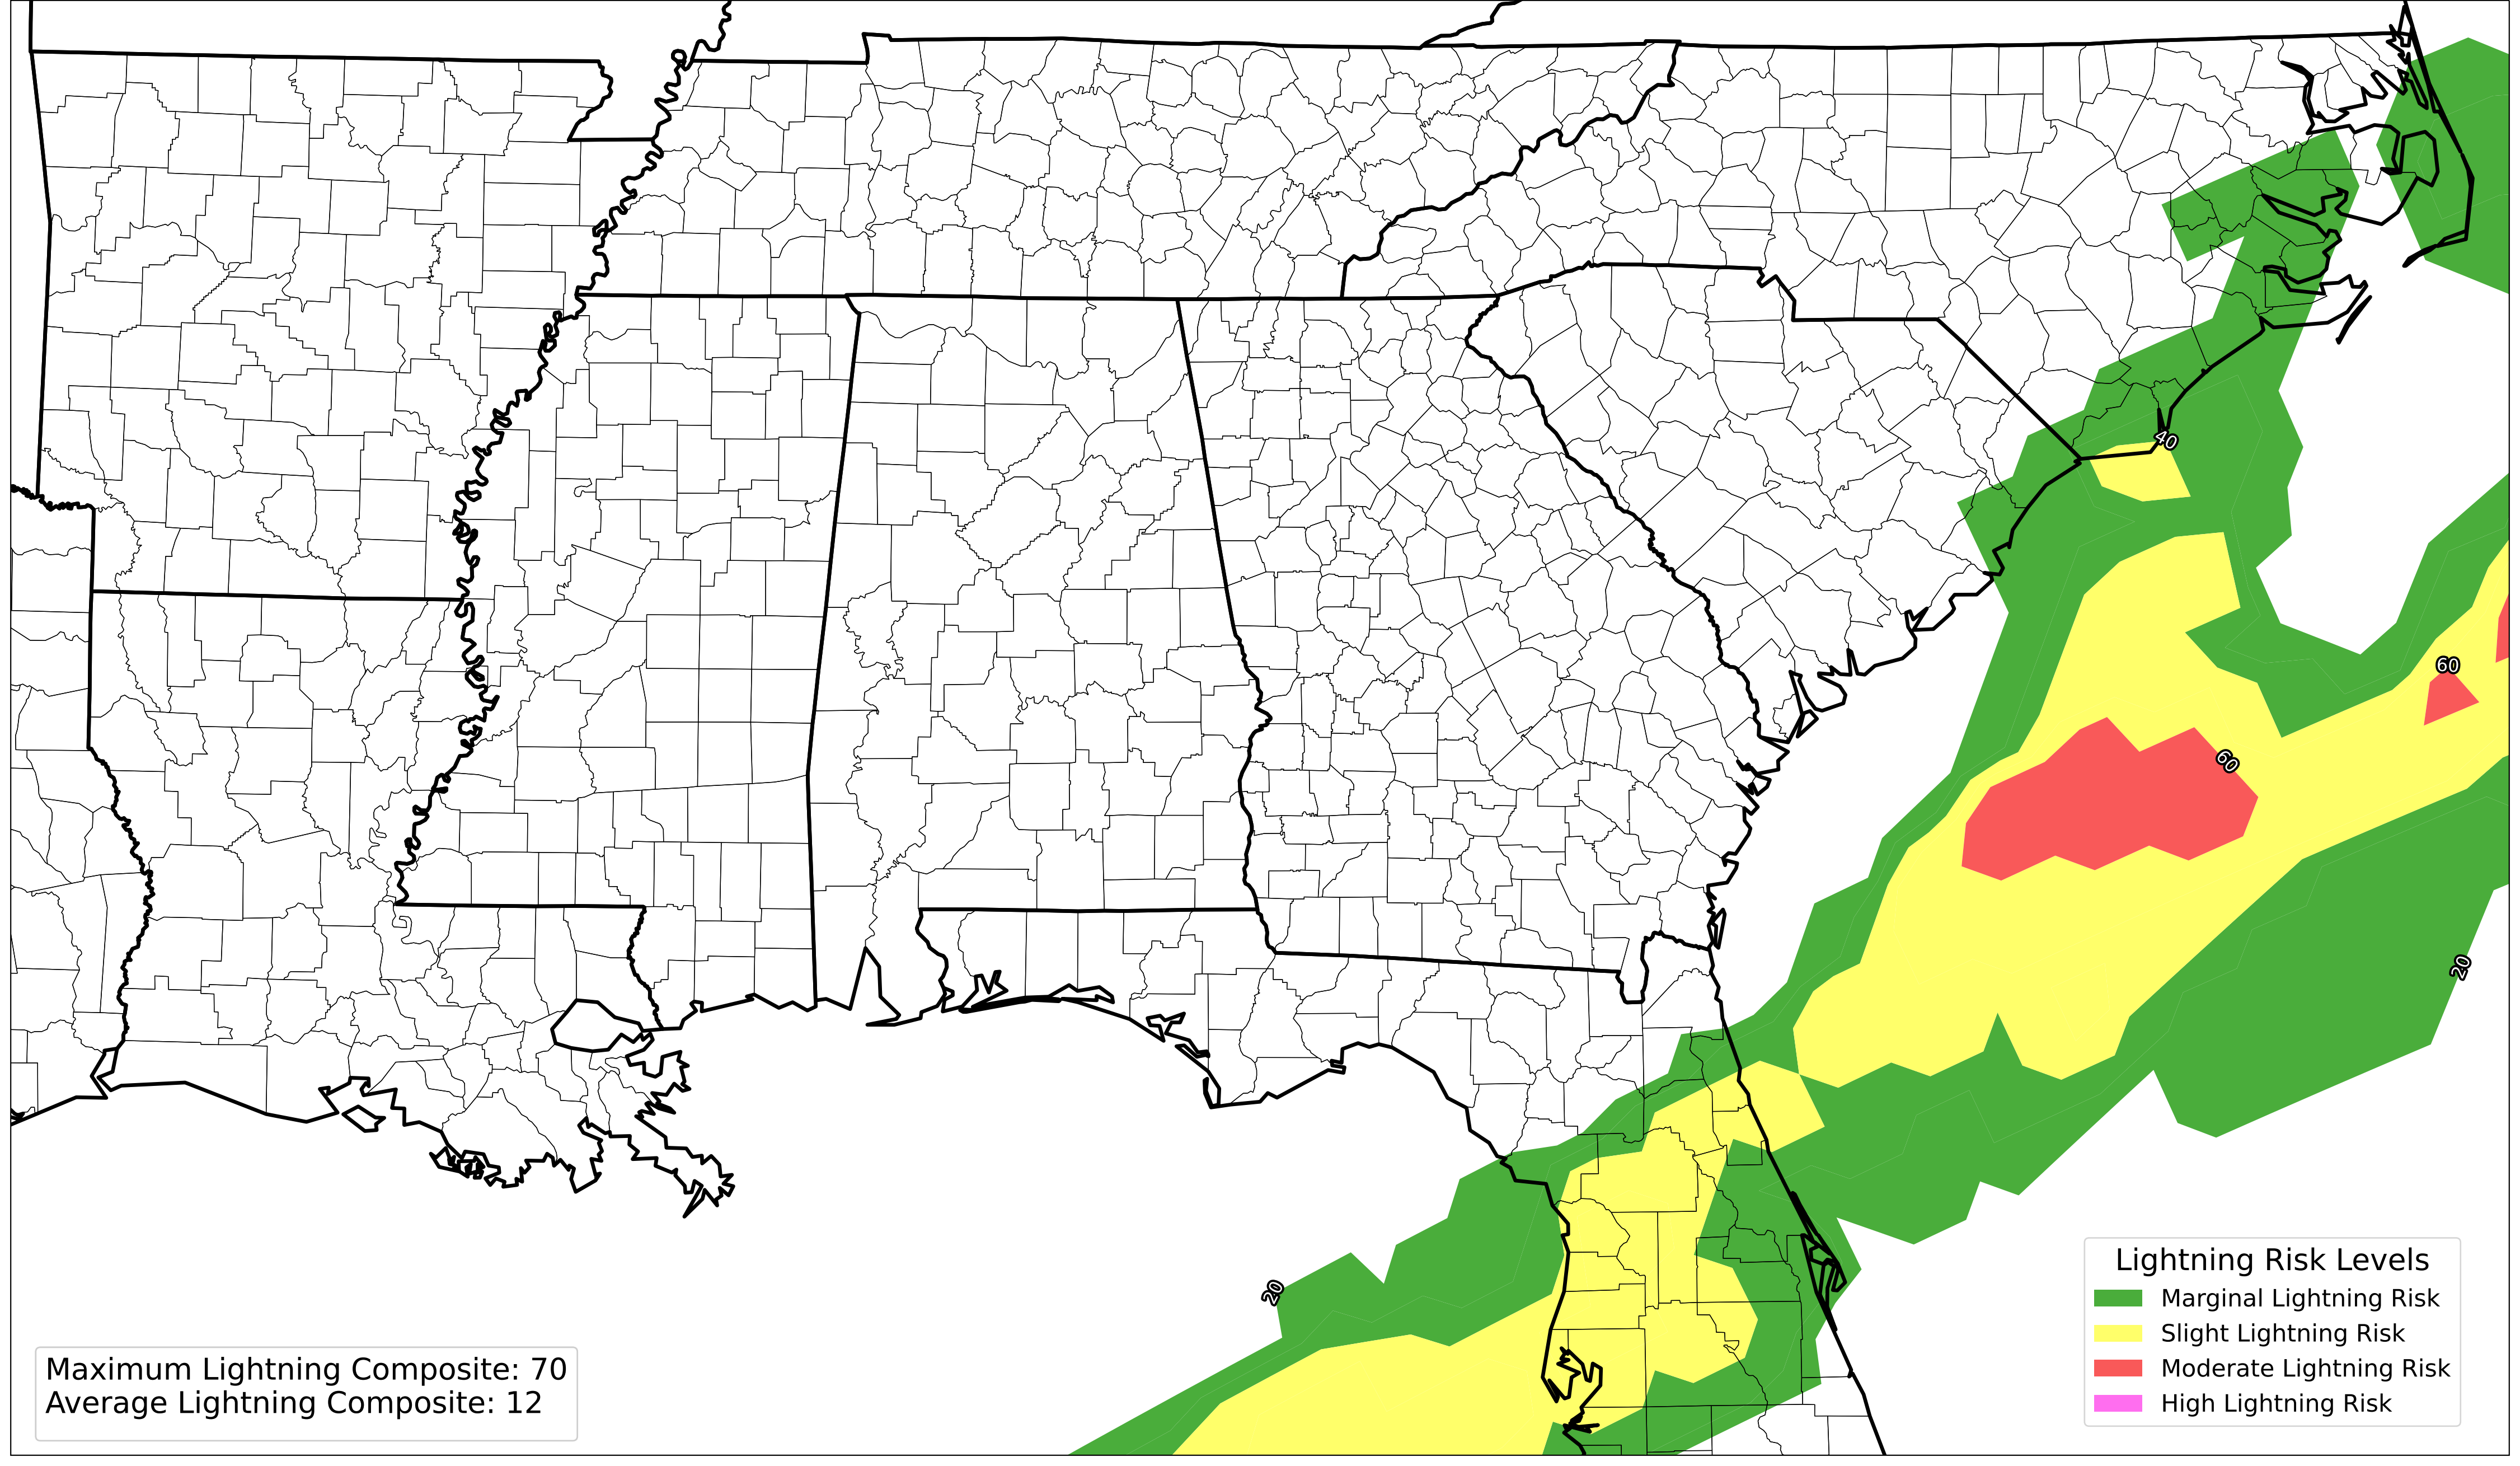 40
60
60
20
20
Lightning Risk Levels
Marginal Lightning Risk
Slight Lightning Risk
Moderate Lightning Risk
High Lightning Risk
Maximum Lightning Composite: 70
Average Lightning Composite: 12